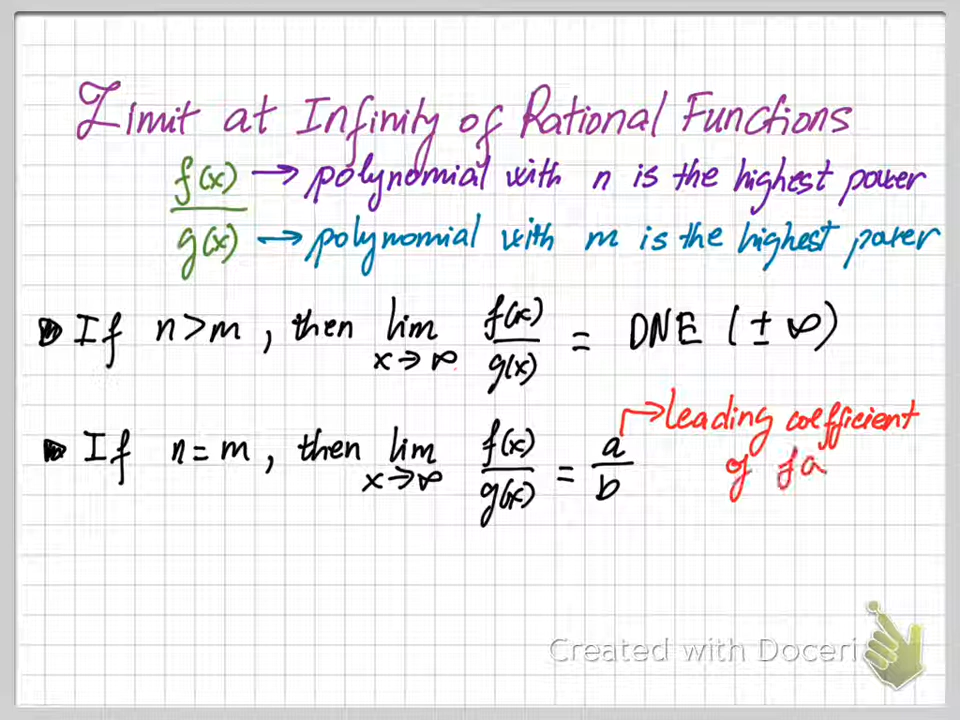 Limit at Infinity of Rational Functions
f(x) → polynomial with n is the highest power
g(x) → polynomial with m is the highest power
If n > m, then lim x→∞ f(x)/g(x) = DNE (± ∞)
If n = m, then lim x→∞ f(x)/g(x) = a/b → leading coefficient
of fa
Created with Doceri